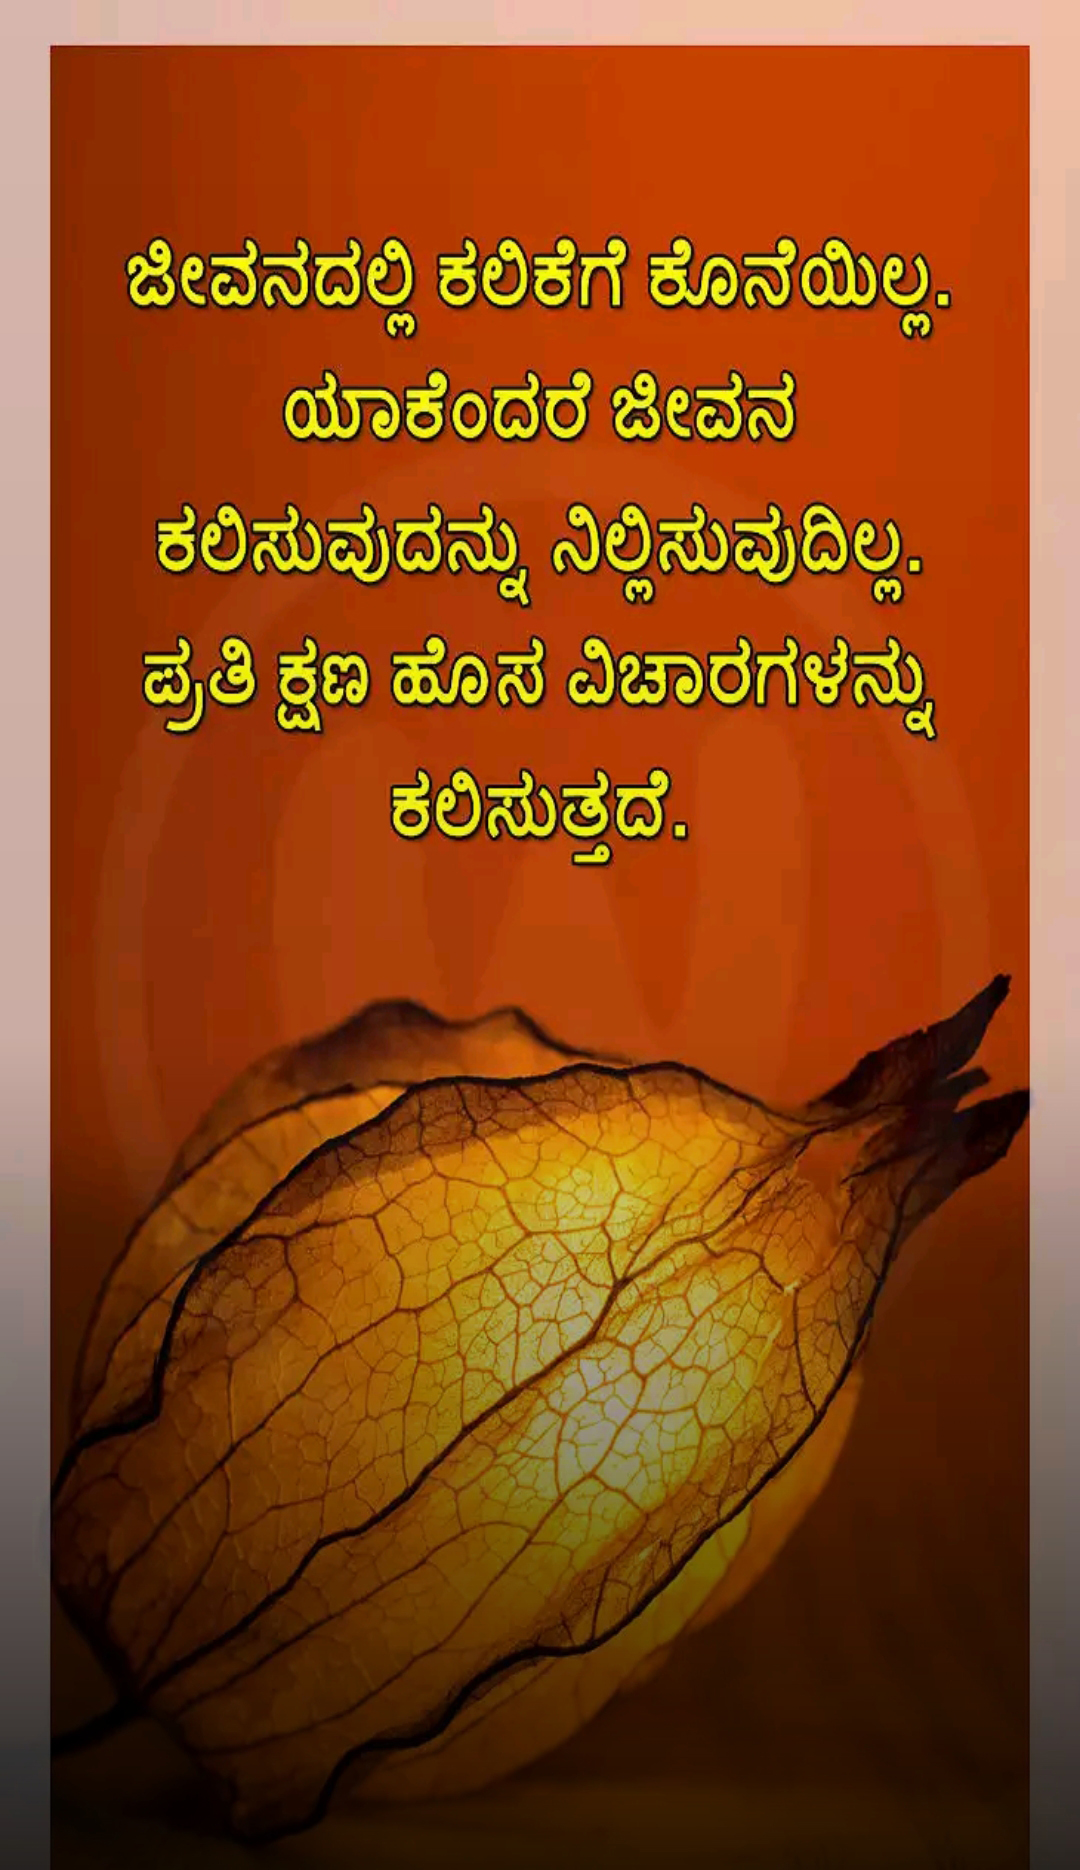 ಜೀವನದಲ್ಲಿ ಕಲಿಕೆಗೆ ಕೊನೆಯಿಲ್ಲ.
ಯಾಕೆಂದರೆ ಜೀವನ
ಕಲಿಸುವುದನ್ನು ನಿಲ್ಲಿಸುವುದಿಲ್ಲ.
ಪ್ರತಿ ಕ್ಷಣ ಹೊಸ ವಿಚಾರಗಳನ್ನು
ಕಲಿಸುತ್ತದೆ.